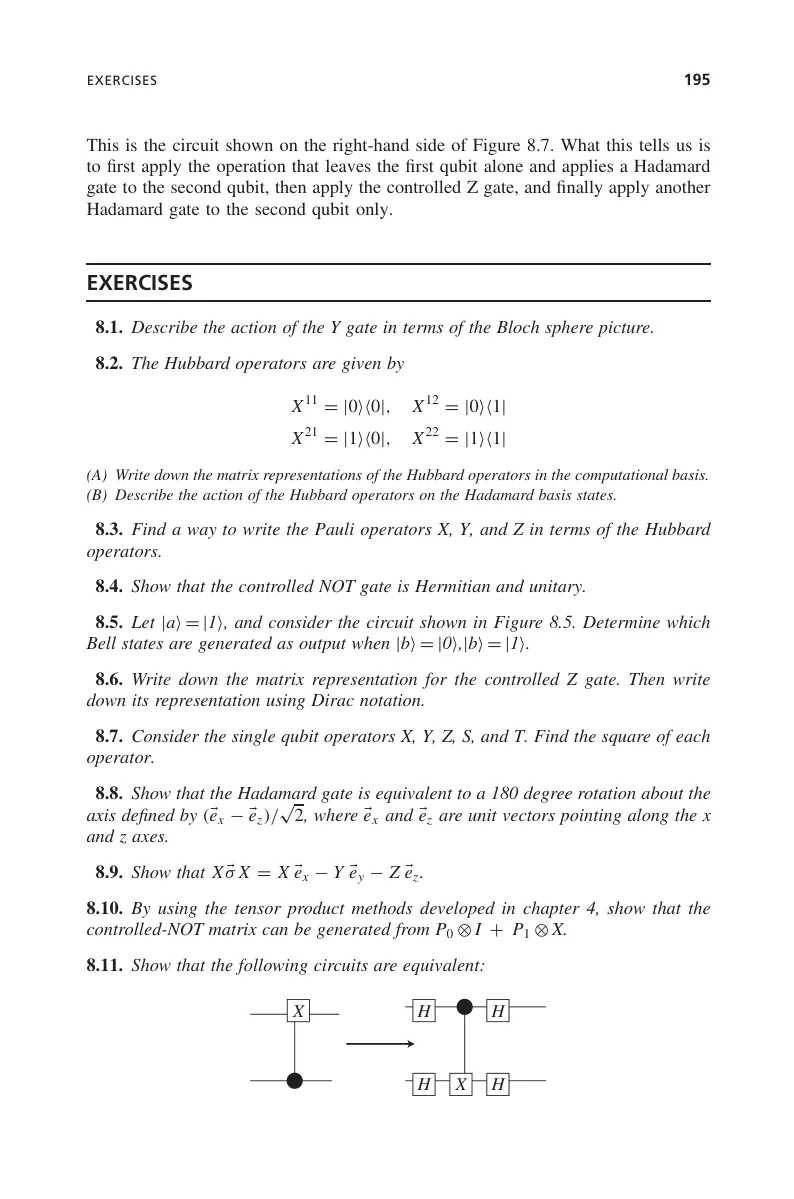 EXERCISES 195
This is the circuit shown on the right-hand side of Figure 8.7. What this tells us is
to first apply the operation that leaves the first qubit alone and applies a Hadamard
gate to the second qubit, then apply the controlled Z gate, and finally apply another
Hadamard gate to the second qubit only.
EXERCISES
8.1. Describe the action of the Y gate in terms of the Bloch sphere picture.
8.2. The Hubbard operators are given by
X¹¹ = |0⟩⟨0|, X¹² = |0⟩⟨1|
X²¹ = |1⟩⟨0|, X²² = |1⟩⟨1|
(A) Write down the matrix representations of the Hubbard operators in the computational basis.
(B) Describe the action of the Hubbard operators on the Hadamard basis states.
8.3. Find a way to write the Pauli operators X, Y, and Z in terms of the Hubbard
operators.
8.4. Show that the controlled NOT gate is Hermitian and unitary.
8.5. Let |a⟩ = |1⟩, and consider the circuit shown in Figure 8.5. Determine which
Bell states are generated as output when |b⟩ = |0⟩,|b⟩ = |1⟩.
8.6. Write down the matrix representation for the controlled Z gate. Then write
down its representation using Dirac notation.
8.7. Consider the single qubit operators X, Y, Z, S, and T. Find the square of each
operator.
8.8. Show that the Hadamard gate is equivalent to a 180 degree rotation about the
axis defined by (e⃗ₓ − e⃗_z)/√2, where e⃗ₓ and e⃗_z are unit vectors pointing along the x
and z axes.
8.9. Show that Xσ⃗X = X e⃗ₓ − Y e⃗_y − Z e⃗_z.
8.10. By using the tensor product methods developed in chapter 4, show that the
controlled-NOT matrix can be generated from P₀ ⊗ I + P₁ ⊗ X.
8.11. Show that the following circuits are equivalent:
X H H
H X H